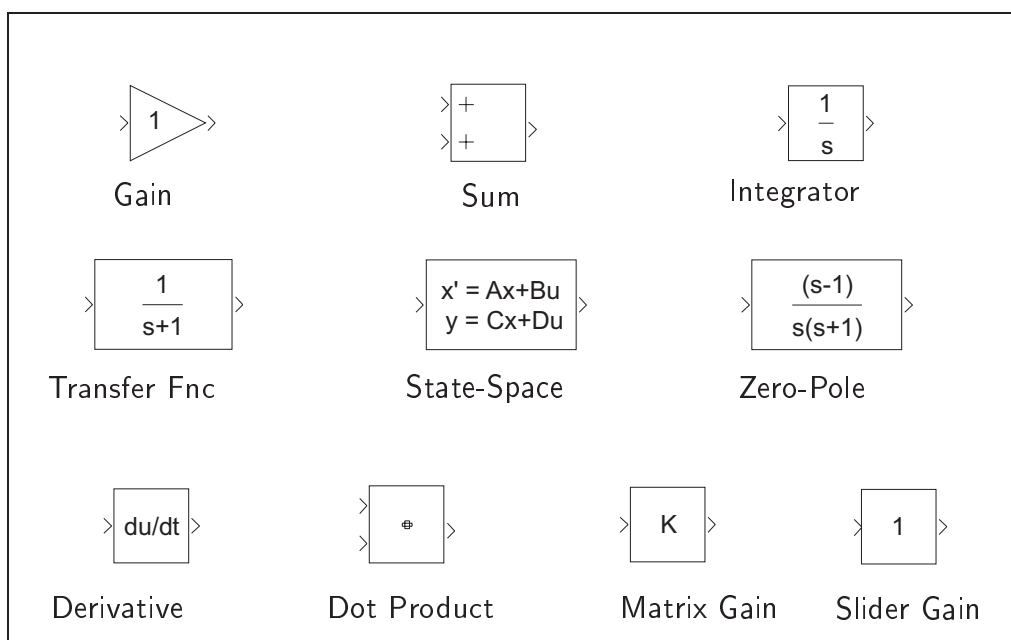 1
+
+
1
s
Gain
Sum
Integrator
1
s+1
x' = Ax+Bu
y = Cx+Du
(s-1)
s(s+1)
Transfer Fnc
State-Space
Zero-Pole
du/dt
K
1
Derivative
Dot Product
Matrix Gain
Slider Gain